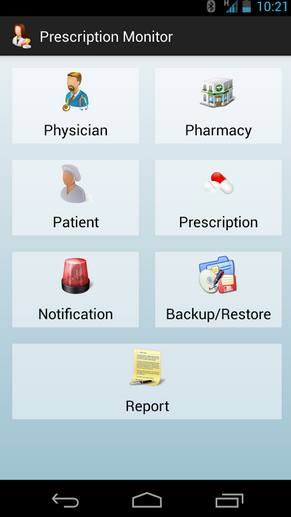 10:21
Prescription Monitor
Physician
Pharmacy
Patient
Prescription
Notification
Backup/Restore
Report